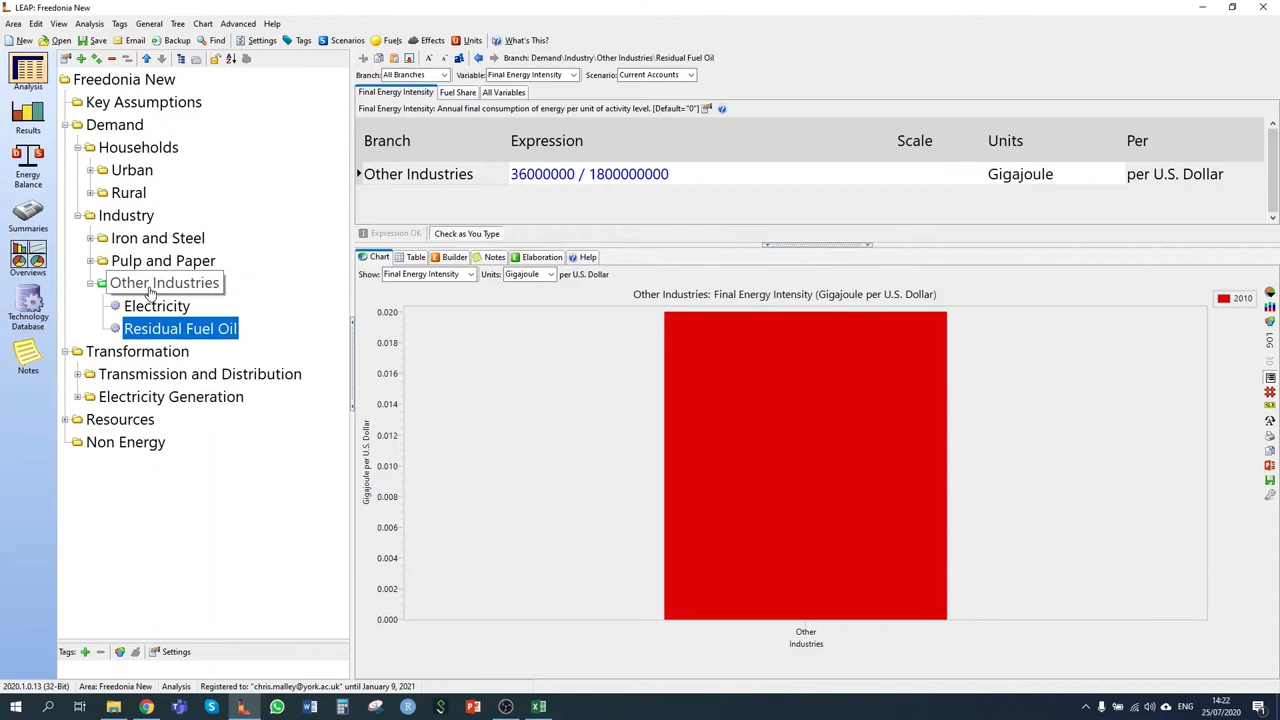 LEAP: Freedonia New
Area Edit View Analysis Tags General Tree Chart Advanced Help
New Open Save Email Backup Find Settings Tags Scenarios Fuels Effects Units What's This?
Analysis
Results
Energy
Balance
Summaries
Overviews
Technology
Database
Notes
Freedonia New
Key Assumptions
Demand
Households
Urban
Rural
Industry
Iron and Steel
Pulp and Paper
Other Industries
Electricity
Residual Fuel Oil
Transformation
Transmission and Distribution
Electricity Generation
Resources
Non Energy
Tags: Settings
Branch: Demand\Industry\Other Industries\Residual Fuel Oil
Branch: All Branches Variable: Final Energy Intensity Scenario: Current Accounts
Final Energy Intensity Fuel Share All Variables
Final Energy Intensity: Annual final consumption of energy per unit of activity level. [Default="0"]
Branch Expression Scale Units Per
Other Industries 36000000 / 1800000000 Gigajoule per U.S. Dollar
Expression OK Check as You Type
Chart Table Builder Notes Elaboration Help
Show: Final Energy Intensity Units: Gigajoule per U.S. Dollar
Other Industries: Final Energy Intensity (Gigajoule per U.S. Dollar)
2010
Gigajoule per U.S. Dollar
0.020
0.018
0.016
0.014
0.012
0.010
0.008
0.006
0.004
0.002
0.000
Other
Industries
LOG
3D
2020.1.0.13 (32-Bit) Area: Freedonia New Analysis Registered to: "chris.malley@york.ac.uk" until January 9, 2021
ENG
14:22
25/07/2020